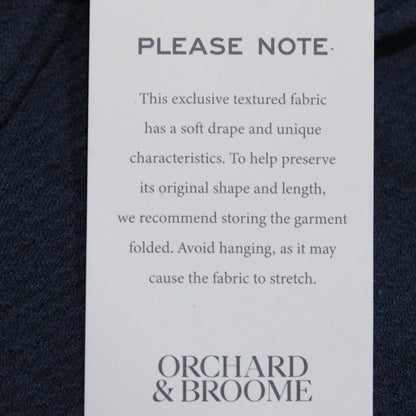 PLEASE NOTE
This exclusive textured fabric
has a soft drape and unique
characteristics. To help preserve
its original shape and length,
we recommend storing the garment
folded. Avoid hanging, as it may
cause the fabric to stretch.
ORCHARD
& BROOME